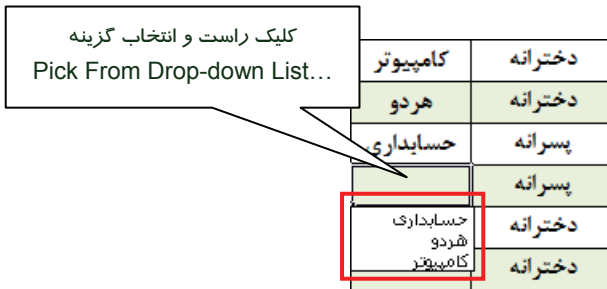 کلیک راست و انتخاب گزینه
Pick From Drop-down List…
دخترانه کامپیوتر
دخترانه هردو
پسرانه حسابداری
پسرانه
دخترانه
دخترانه
حسابداری
هردو
کامپیوتر